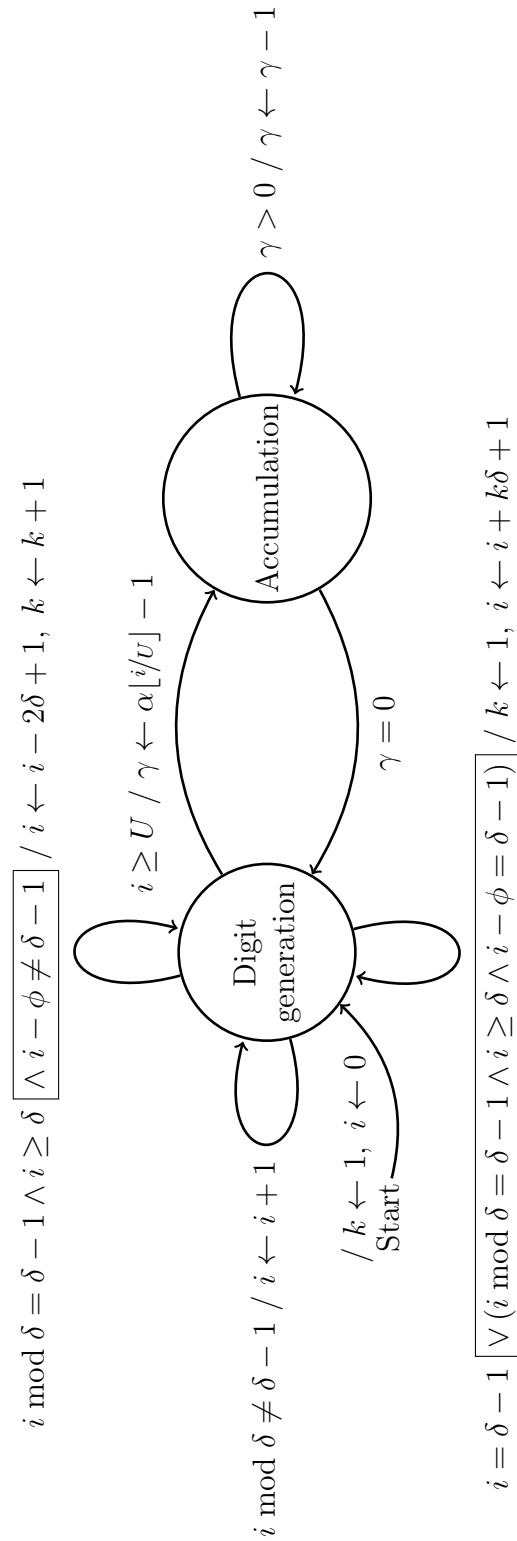 i mod δ = δ − 1 ∧ i ≥ δ ∧ i − ϕ ≠ δ − 1 / i ← i − 2δ + 1, k ← k + 1
i ≥ U / γ ← α⌊i/U⌋ − 1
i mod δ ≠ δ − 1 / i ← i + 1
Digit
generation
Accumulation
γ > 0 / γ ← γ − 1
/ k ← 1, i ← 0
Start
γ = 0
i = δ − 1 ∨ (i mod δ = δ − 1 ∧ i ≥ δ ∧ i − ϕ = δ − 1) / k ← 1, i ← i + kδ + 1